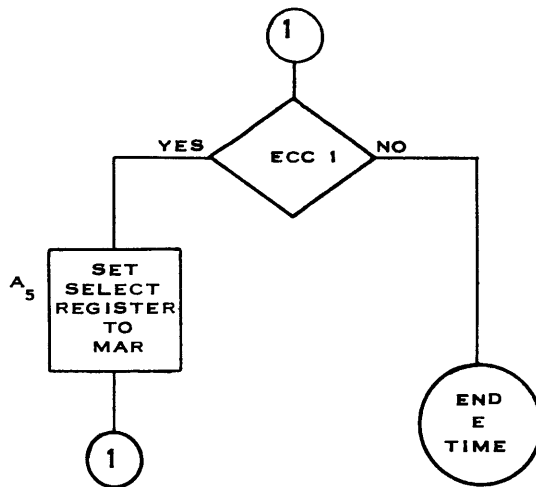 1
ECC 1
YES
NO
A5
SET
SELECT
REGISTER
TO
MAR
1
END
E
TIME